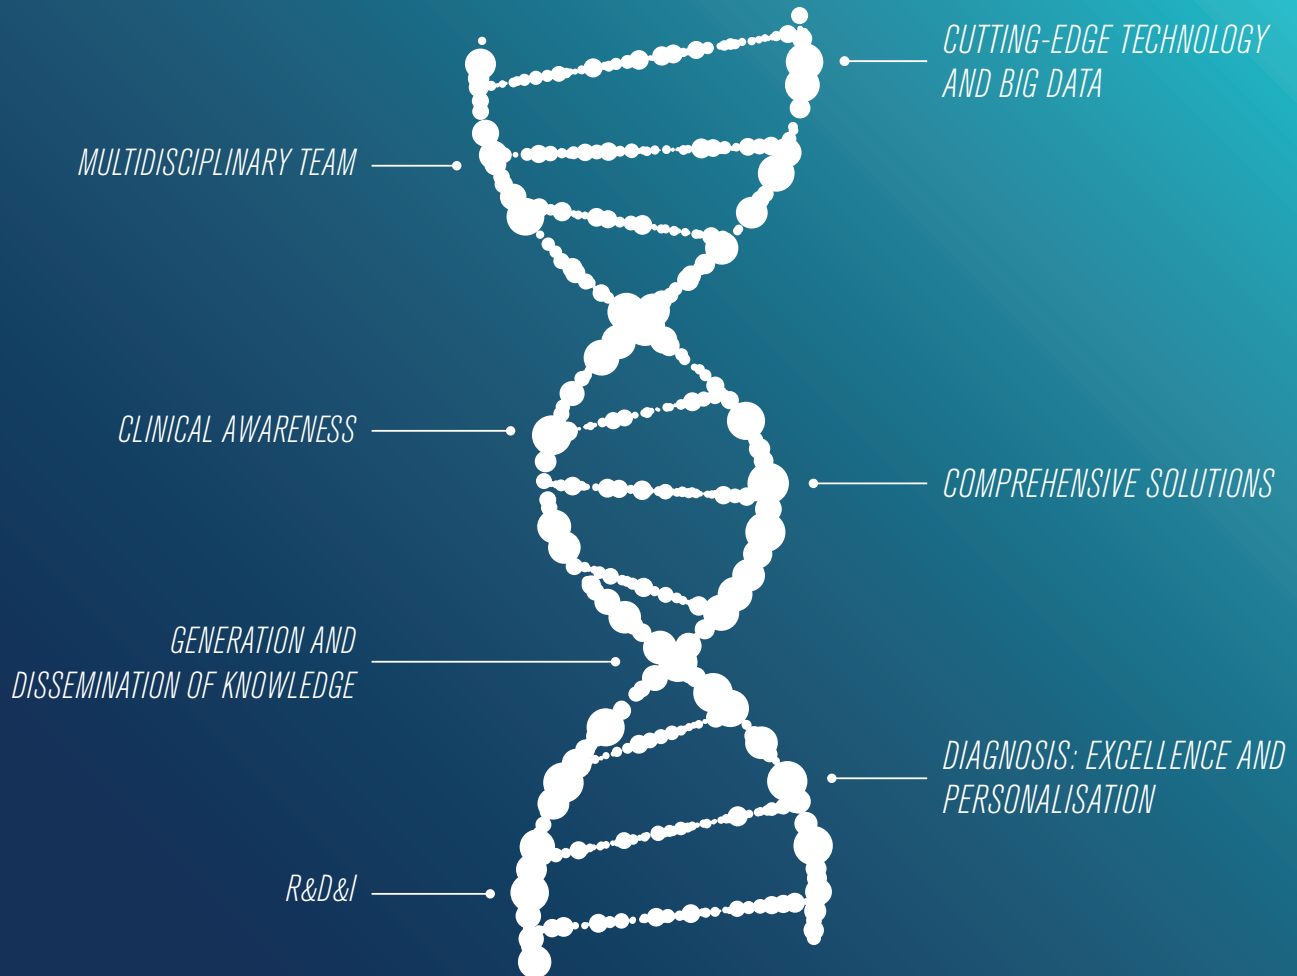 CUTTING-EDGE TECHNOLOGY
AND BIG DATA
MULTIDISCIPLINARY TEAM
CLINICAL AWARENESS
COMPREHENSIVE SOLUTIONS
GENERATION AND
DISSEMINATION OF KNOWLEDGE
DIAGNOSIS: EXCELLENCE AND
PERSONALISATION
R&D&I